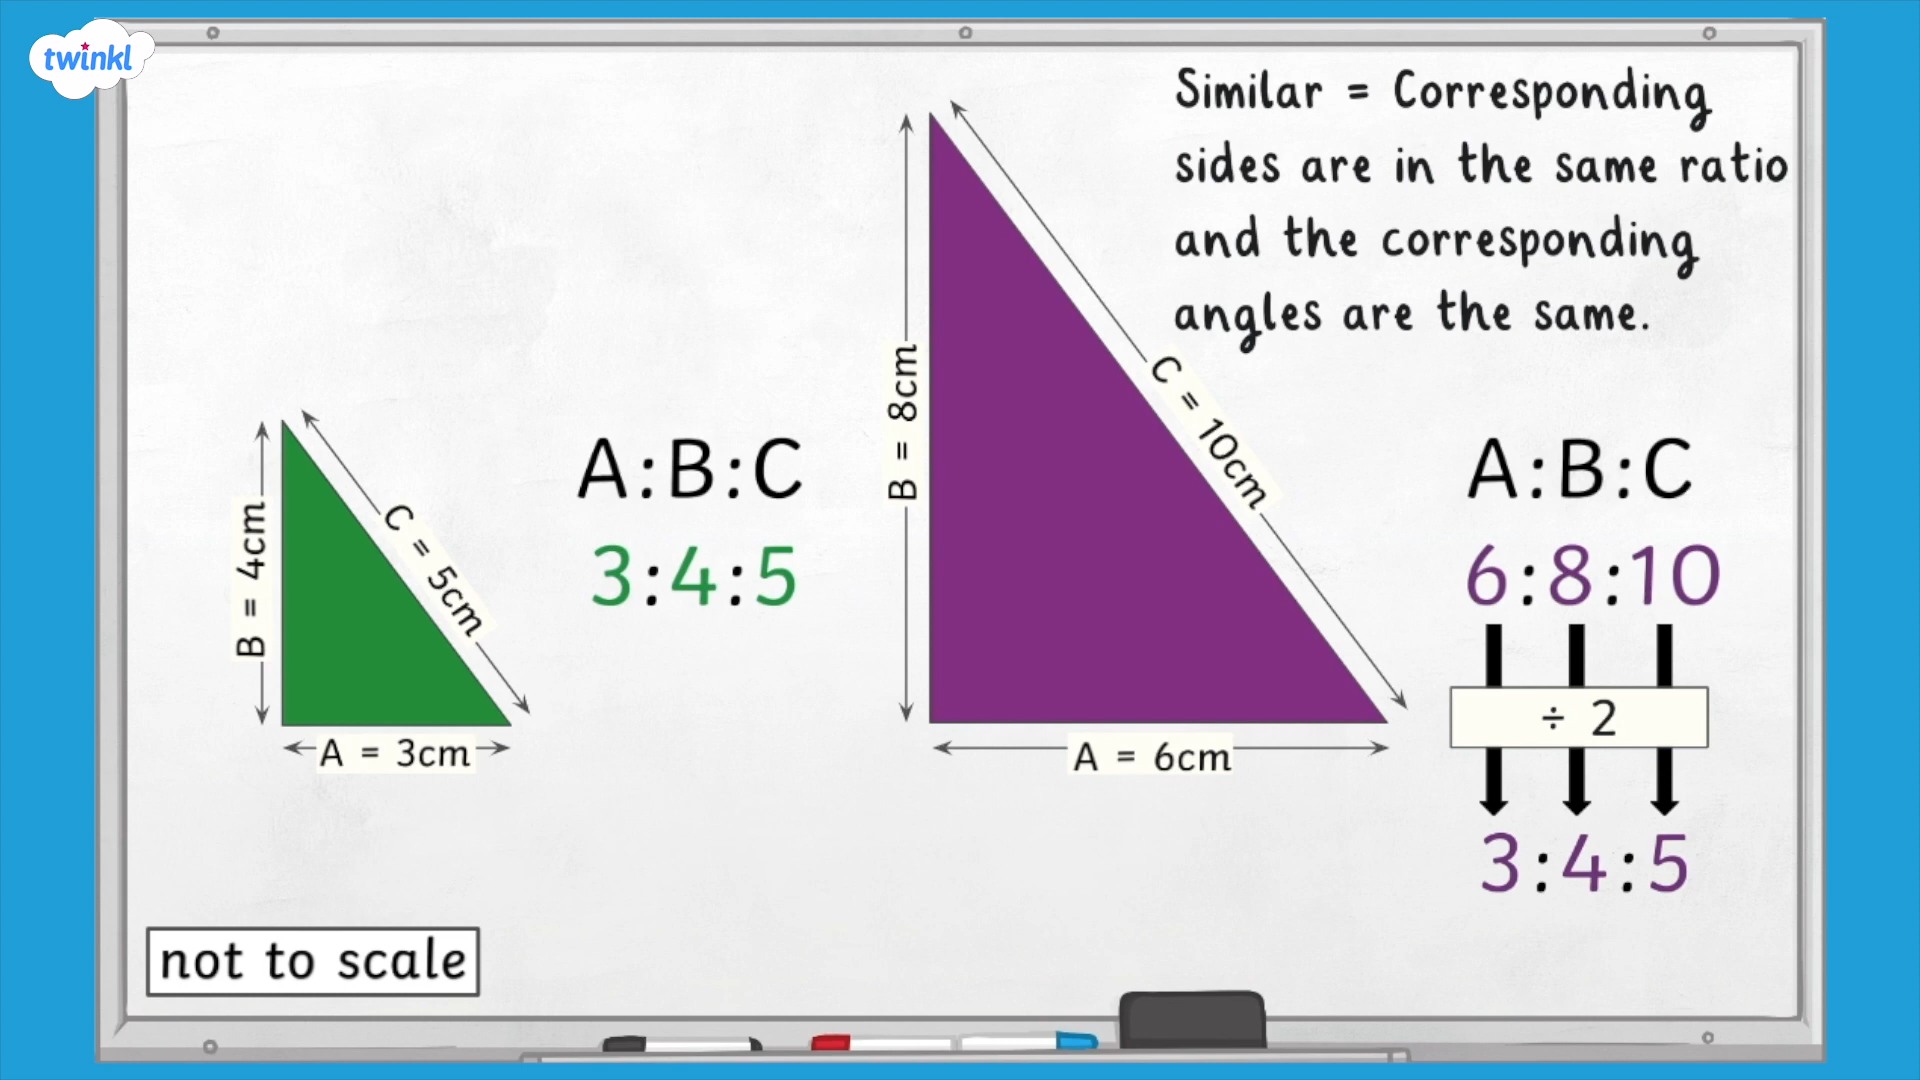 twinkl
Similar = Corresponding
sides are in the same ratio
and the corresponding
angles are the same.
B = 4cm
C = 5cm
A = 3cm
A:B:C
3:4:5
B = 8cm
C = 10cm
A = 6cm
A:B:C
6:8:10
÷ 2
3:4:5
not to scale